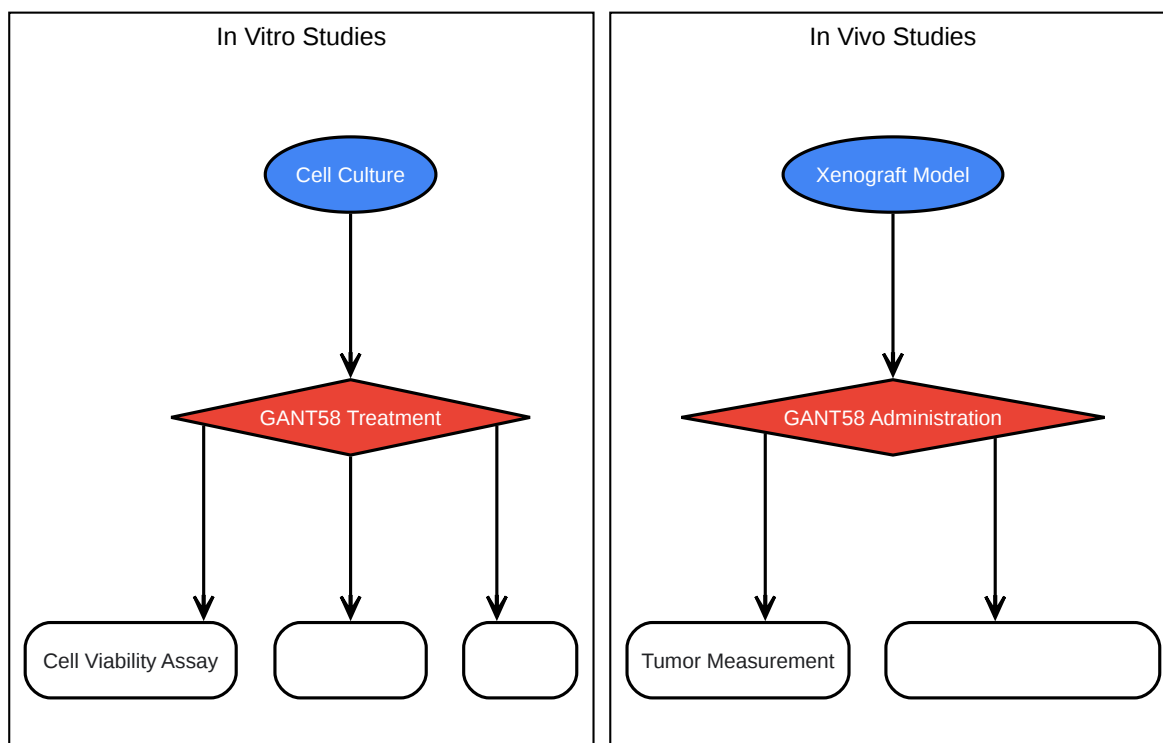 In Vitro Studies
Cell Culture
GANT58 Treatment
Cell Viability Assay
In Vivo Studies
Xenograft Model
GANT58 Administration
Tumor Measurement